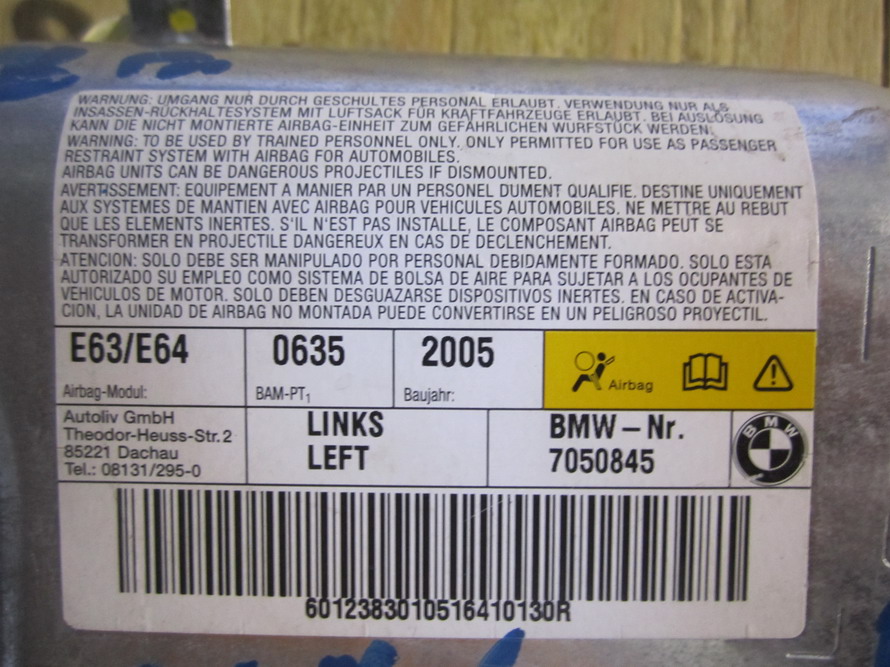 WARNUNG: UMGANG NUR DURCH GESCHULTES PERSONAL ERLAUBT. VERWENDUNG NUR ALS
INSASSEN-RÜCKHALTESYSTEM MIT LUFTSACK FÜR KRAFTFAHRZEUGE ERLAUBT. BEI AUSLÖSUNG
KANN DIE NICHT MONTIERTE AIRBAG-EINHEIT ZUM GEFÄHRLICHEN WURFSTÜCK WERDEN.
WARNING: TO BE USED BY TRAINED PERSONNEL ONLY. ONLY PERMITTED FOR USE AS PASSENGER
RESTRAINT SYSTEM WITH AIRBAG FOR AUTOMOBILES.
AIRBAG UNITS CAN BE DANGEROUS PROJECTILES IF DISMOUNTED.
AVERTISSEMENT: EQUIPEMENT A MANIER PAR UN PERSONEL DUMENT QUALIFIE. DESTINE UNIQUEMENT
AUX SYSTEMES DE MANTIEN AVEC AIRBAG POUR VEHICULES AUTOMOBILES. NE METTRE AU REBUT
QUE LES ELEMENTS INERTES. S'IL N'EST PAS INSTALLE, LE COMPOSANT AIRBAG PEUT SE
TRANSFORMER EN PROJECTILE DANGEREUX EN CAS DE DECLENCHEMENT.
ATENCION: SOLO DEBE SER MANIPULADO POR PERSONAL DEBIDAMENTE FORMADO. SOLO ESTA
AUTORIZADO SU EMPLEO COMO SISTEMA DE BOLSA DE AIRE PARA SUJETAR A LOS OCUPANTES DE
VEHICULOS DE MOTOR. SOLO DEBEN DESGUAZARSE DISPOSITIVOS INERTES. EN CASO DE ACTIVA-
CION, LA UNIDAD DE AIRBAG NO MONTADA PUEDE CONVERTIRSE EN UN PELIGROSO PROYECTIL.
E63/E64
Airbag-Modul:
0635
BAM-PT1
2005
Baujahr:
Airbag
Autoliv GmbH
Theodor-Heuss-Str.2
85221 Dachau
Tel.: 08131/295-0
LINKS
LEFT
BMW-Nr.
7050845
BMW
6012383010516410130R